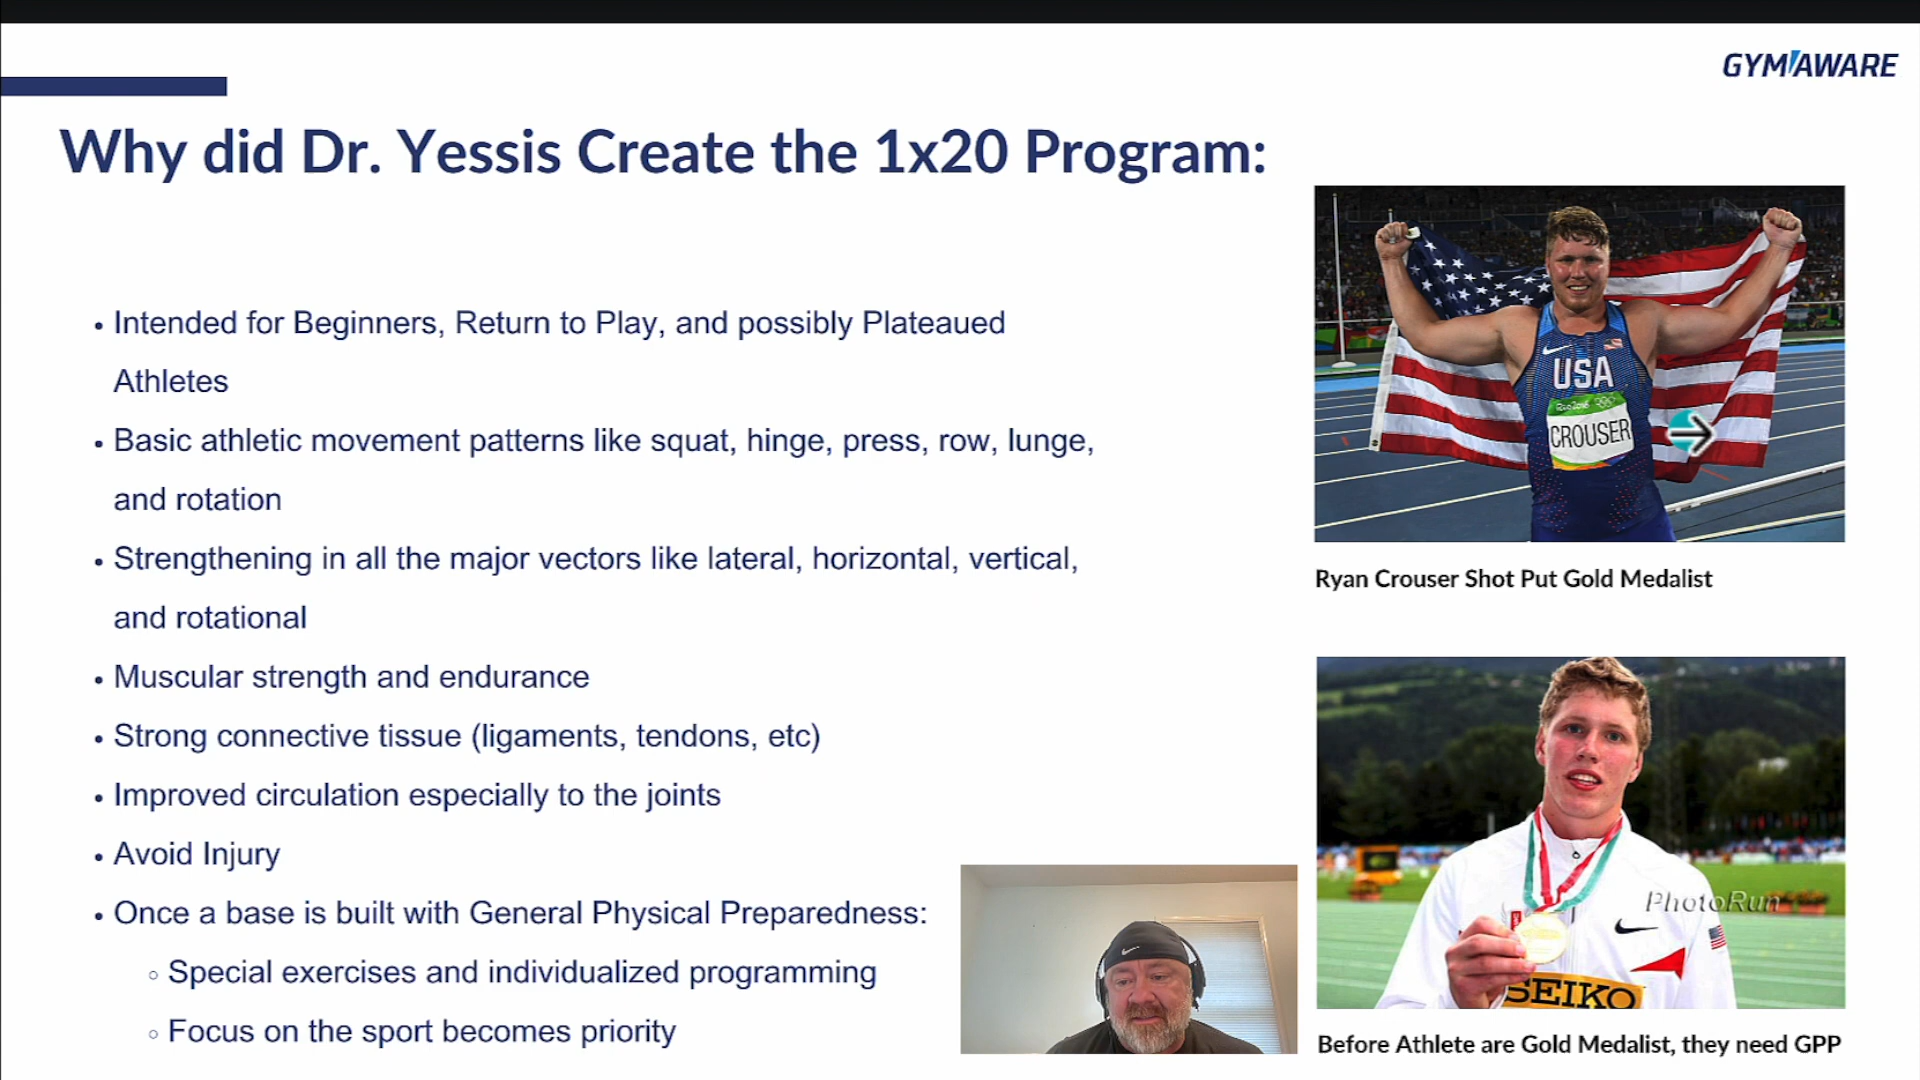 GYMAWARE
Why did Dr. Yessis Create the 1x20 Program:
• Intended for Beginners, Return to Play, and possibly Plateaued
Athletes
• Basic athletic movement patterns like squat, hinge, press, row, lunge,
and rotation
• Strengthening in all the major vectors like lateral, horizontal, vertical,
and rotational
• Muscular strength and endurance
• Strong connective tissue (ligaments, tendons, etc)
• Improved circulation especially to the joints
• Avoid Injury
• Once a base is built with General Physical Preparedness:
◦ Special exercises and individualized programming
◦ Focus on the sport becomes priority
USA
Rio2016
CROUSER
Ryan Crouser Shot Put Gold Medalist
PhotoRun
SEIKO
Before Athlete are Gold Medalist, they need GPP